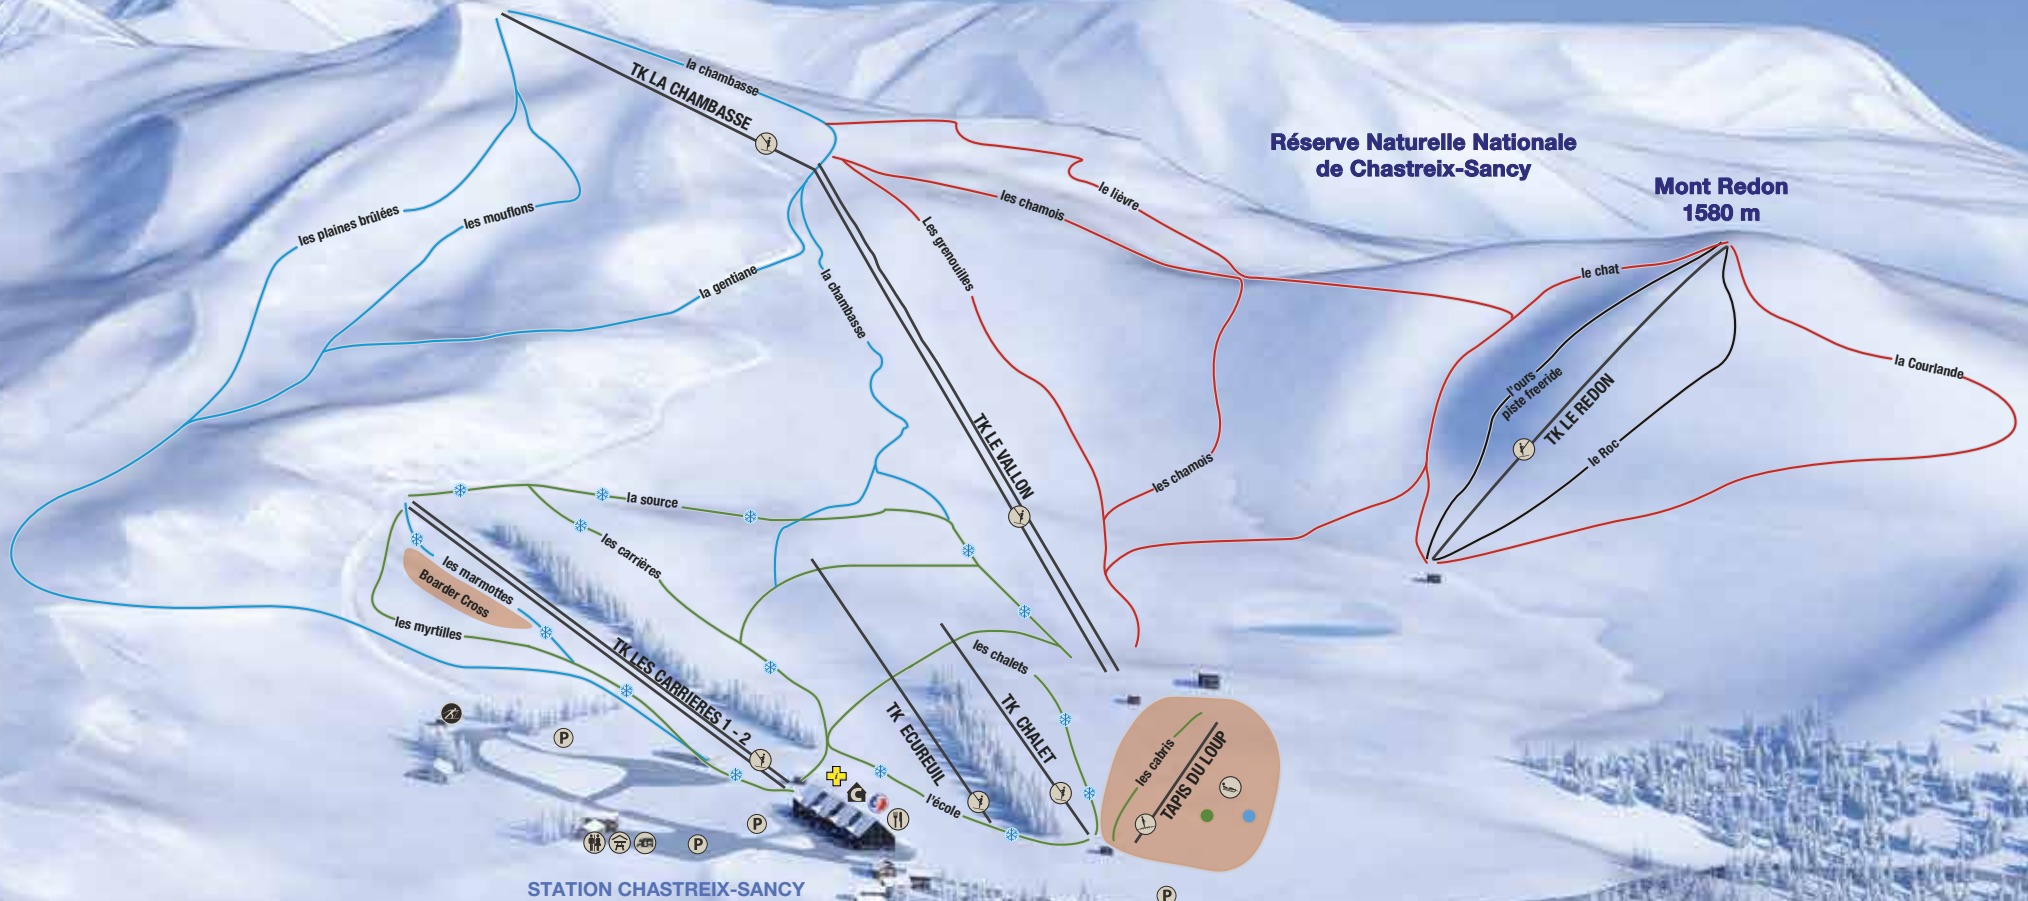 la chambasse
TK LA CHAMBASSE
Réserve Naturelle Nationale
de Chastreix-Sancy
Mont Redon
1580 m
les plaines brûlées
les mouflons
les chamois
le lièvre
Les grenouilles
la gentiane
la chambasse
le chat
la Courlande
l'ours
piste freeride
TK LE REDON
le Roc
TK LE VALLON
les chamois
la source
les carrières
les marmottes
Boarder Cross
les myrtilles
TK LES CARRIERES 1 - 2
les chalets
TK CHALET
TK ECUREUIL
l'école
les cabris
TAPIS DU LOUP
P
P
P
P
STATION CHASTREIX-SANCY